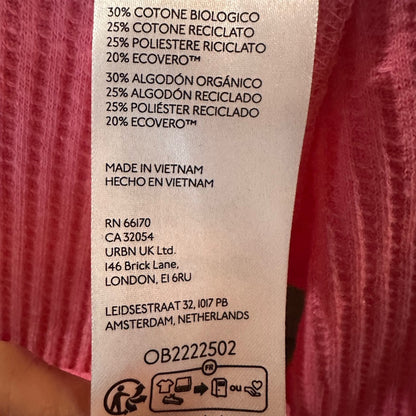 30% COTONE BIOLOGICO
25% COTONE RECICLATO
25% POLIESTERE RICICLATO
20% ECOVERO™
30% ALGODÓN ORGÁNICO
25% ALGODÓN RECICLADO
25% POLIÉSTER RECICLADO
20% ECOVERO™
MADE IN VIETNAM
HECHO EN VIETNAM
RN 66170
CA 32054
URBN UK Ltd.
146 Brick Lane,
LONDON, E1 6RU
LEIDSESTRAAT 32, 1017 PB
AMSTERDAM, NETHERLANDS
OB2222502
FR
OU